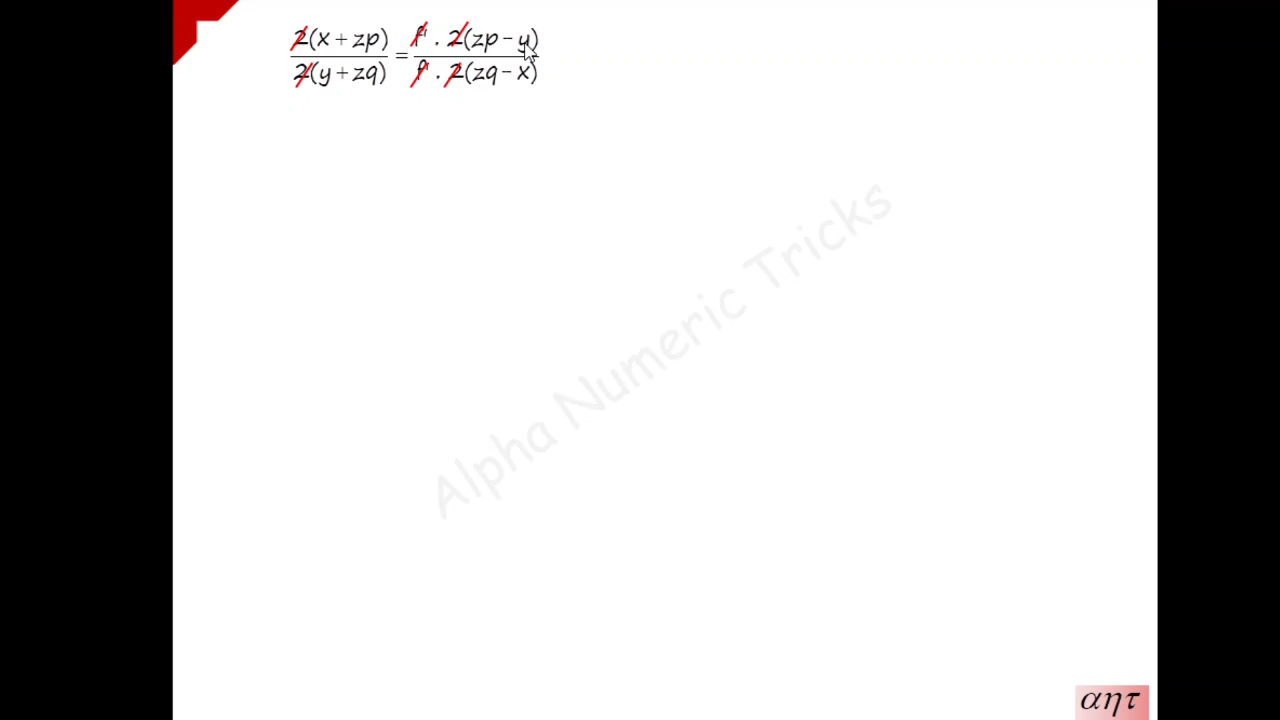 2(x + zp) / 2(y + zq) = f' . 2(zp − y) / f' . 2(zq − x)
Alpha Numeric Tricks
αητ